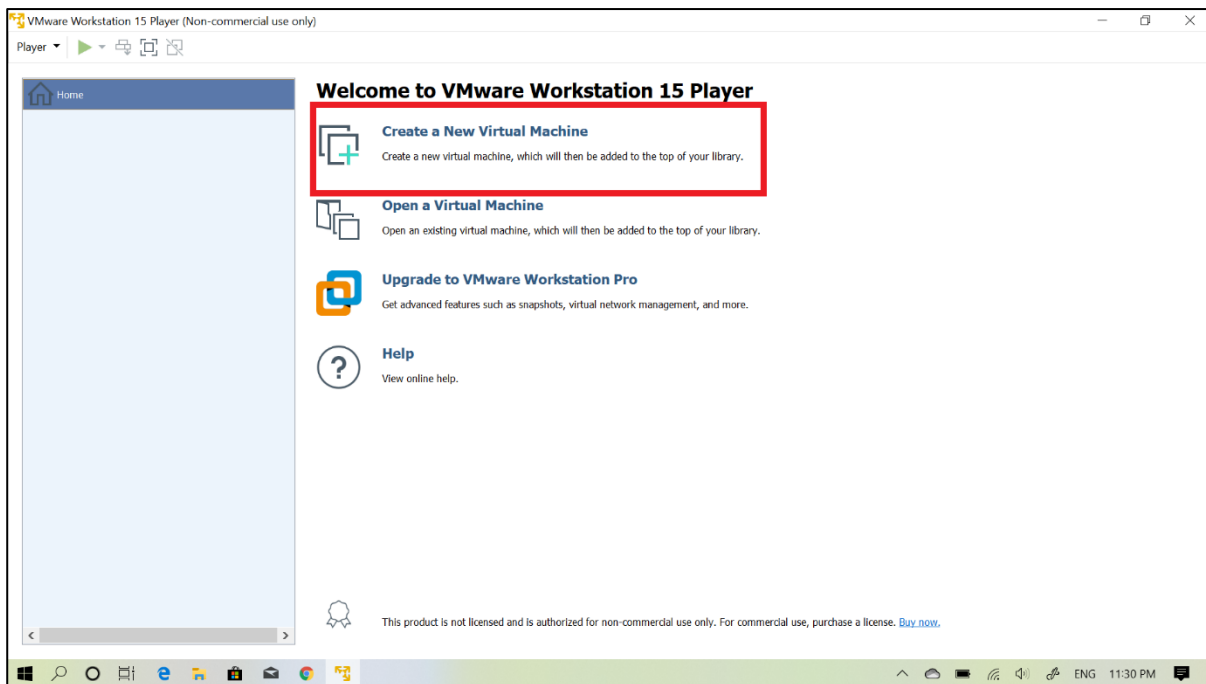 VMware Workstation 15 Player (Non-commercial use only)
Player
Home
Welcome to VMware Workstation 15 Player
Create a New Virtual Machine
Create a new virtual machine, which will then be added to the top of your library.
Open a Virtual Machine
Open an existing virtual machine, which will then be added to the top of your library.
Upgrade to VMware Workstation Pro
Get advanced features such as snapshots, virtual network management, and more.
Help
View online help.
This product is not licensed and is authorized for non-commercial use only. For commercial use, purchase a license. Buy now.
ENG 11:30 PM